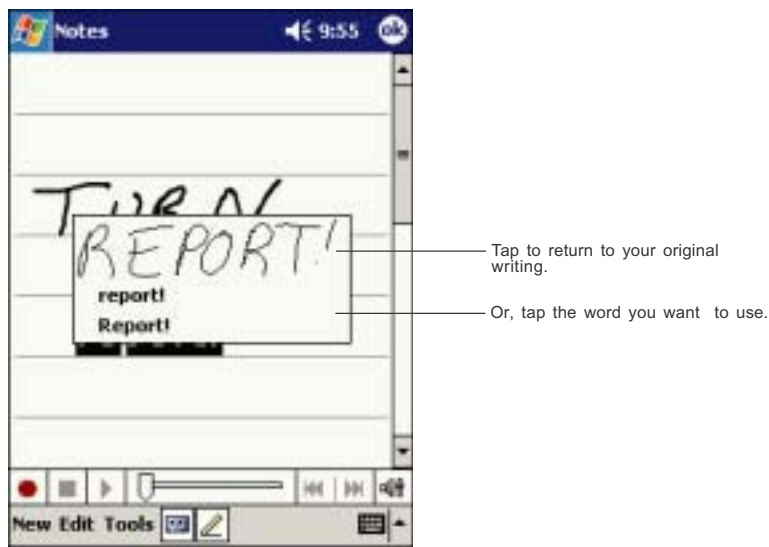 Notes 9:55 ok
TURN
REPORT!
report!
Report!
Tap to return to your original
writing.
Or, tap the word you want to use.
New Edit Tools